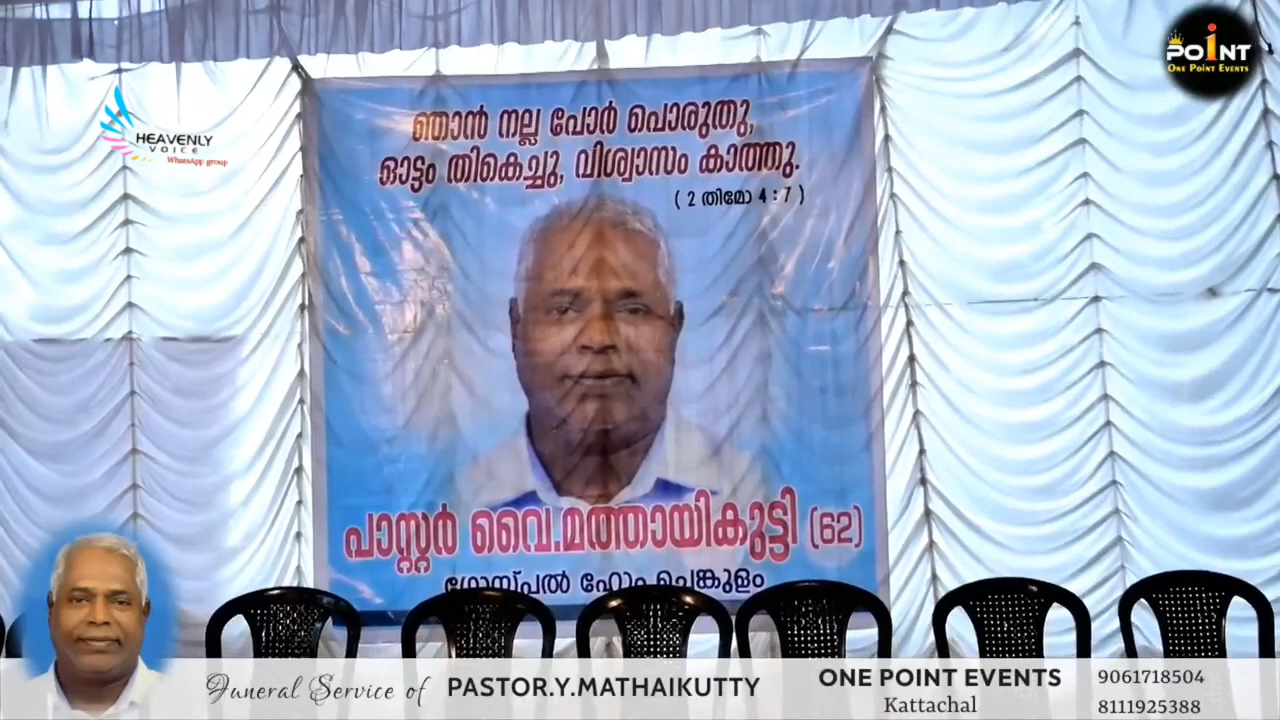 POiNT
ONE POINT EVENTS
HEAVENLY
VOICE
WhatsApp group
ഞാൻ നല്ല പോർ പൊരുതു,
ഓട്ടം തികെച്ചു, വിശ്വാസം കാത്തു.
( 2 തിമോ 4 : 7 )
പാസ്റ്റർ വൈ.മത്തായികുട്ടി (62)
ഗോസ്പൽ ഹോം ചെങ്കുളം
Funeral Service of PASTOR.Y.MATHAIKUTTY
ONE POINT EVENTS
Kattachal
9061718504
8111925388